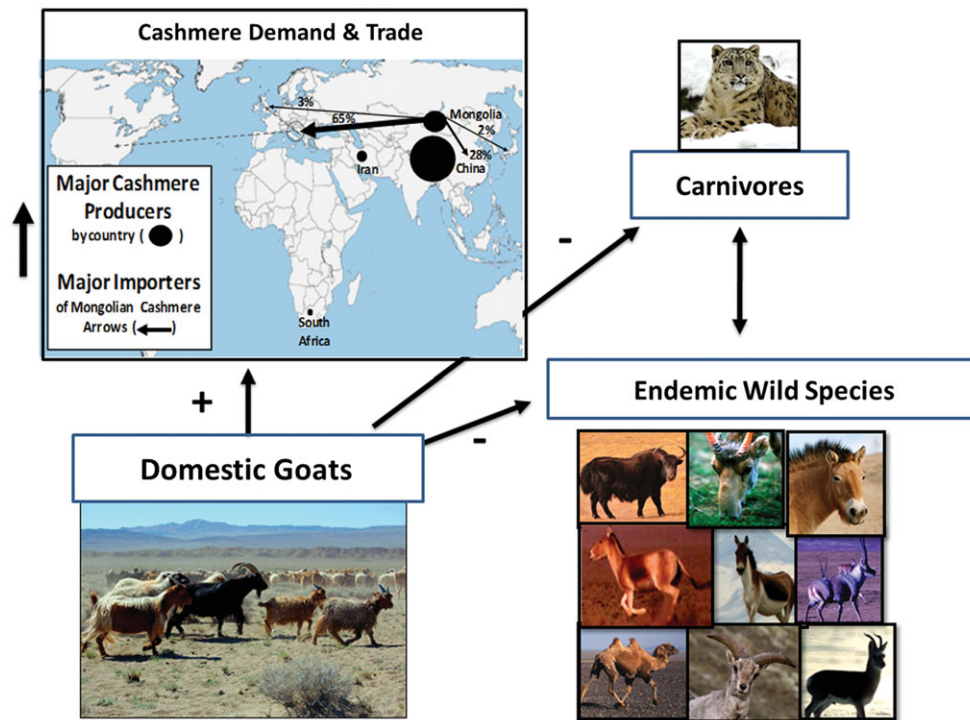 Cashmere Demand & Trade
3%
65%
Mongolia
2%
28%
Iran
China
Major Cashmere
Producers
by country ( )
Major Importers
of Mongolian Cashmere
Arrows ( )
South
Africa
Carnivores
-
+
-
Endemic Wild Species
Domestic Goats